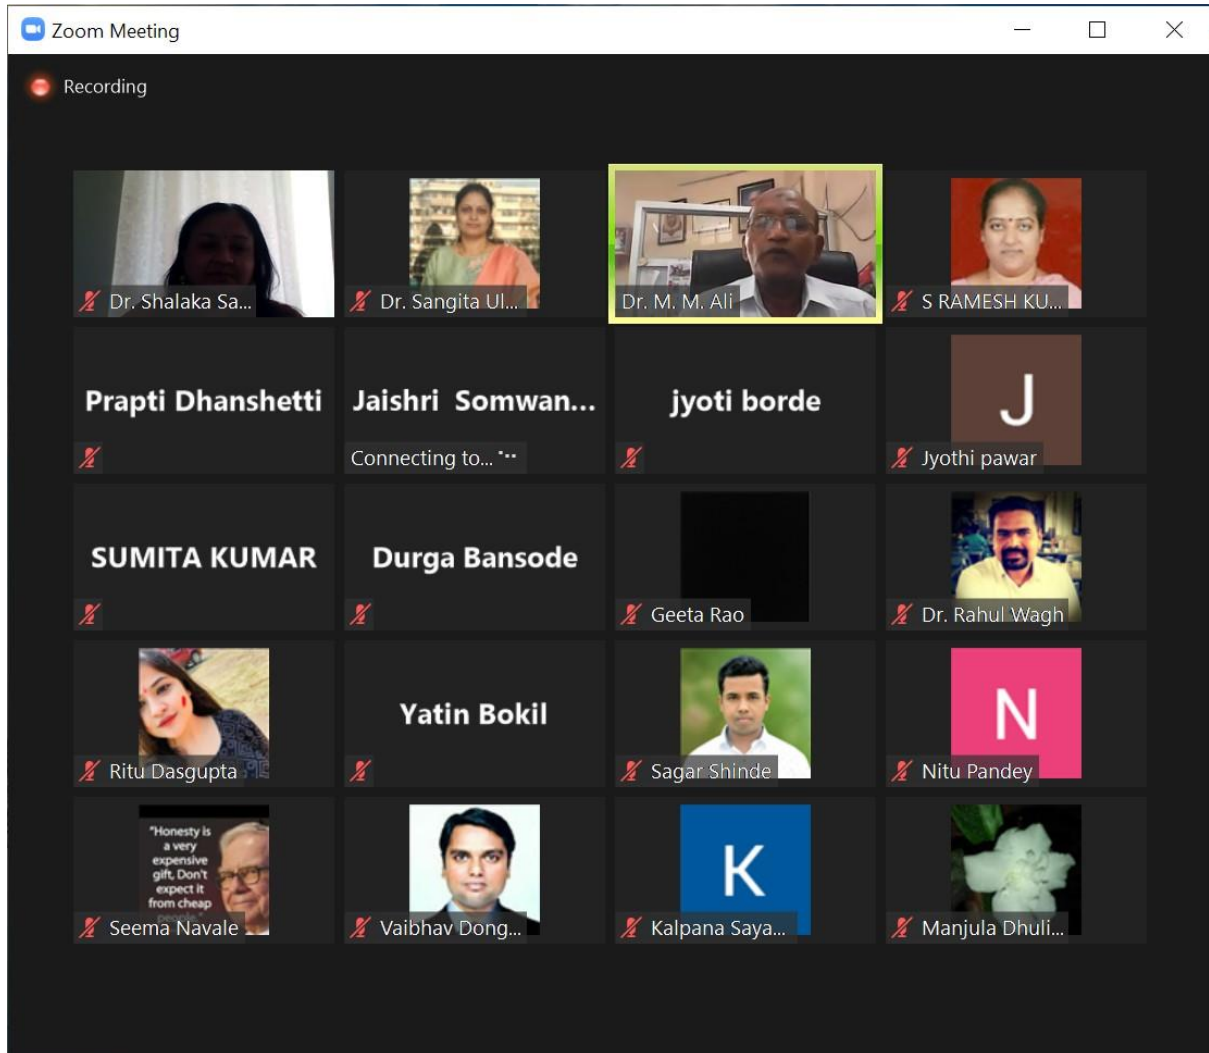 Zoom Meeting
Recording
Dr. Shalaka Sa...
Dr. Sangita Ul...
Dr. M. M. Ali
S RAMESH KU...
Prapti Dhanshetti
Jaishri Somwan...
Connecting to...
jyoti borde
J
Jyothi pawar
SUMITA KUMAR
Durga Bansode
Geeta Rao
Dr. Rahul Wagh
Ritu Dasgupta
Yatin Bokil
Sagar Shinde
N
Nitu Pandey
"Honesty is
a very
expensive
gift, Don't
expect it
from cheap
people."
Seema Navale
Vaibhav Dong...
K
Kalpana Saya...
Manjula Dhuli...